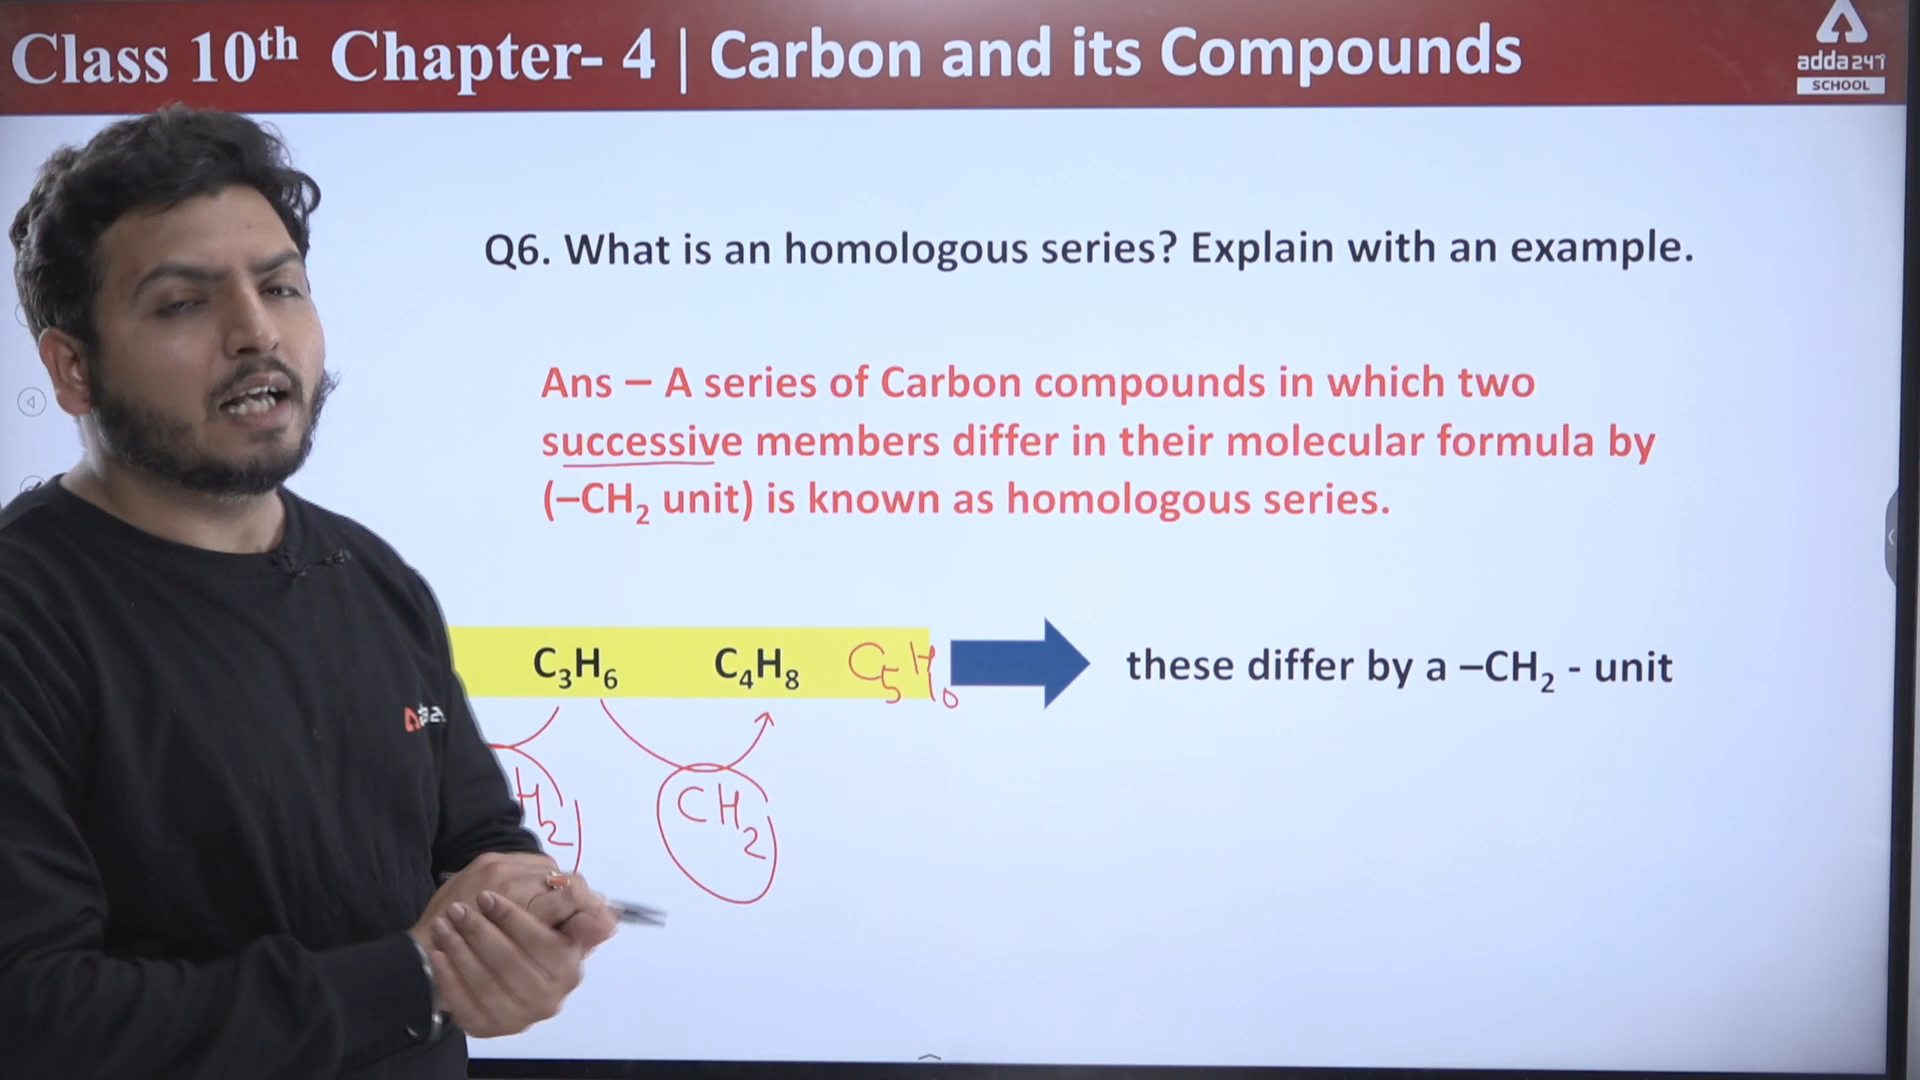 Class 10th Chapter- 4 | Carbon and its Compounds
adda247
SCHOOL
Q6. What is an homologous series? Explain with an example.
Ans – A series of Carbon compounds in which two
successive members differ in their molecular formula by
(–CH₂ unit) is known as homologous series.
C₃H₆ C₄H₈ C₅H₁₀ these differ by a –CH₂ - unit
H₂ CH₂